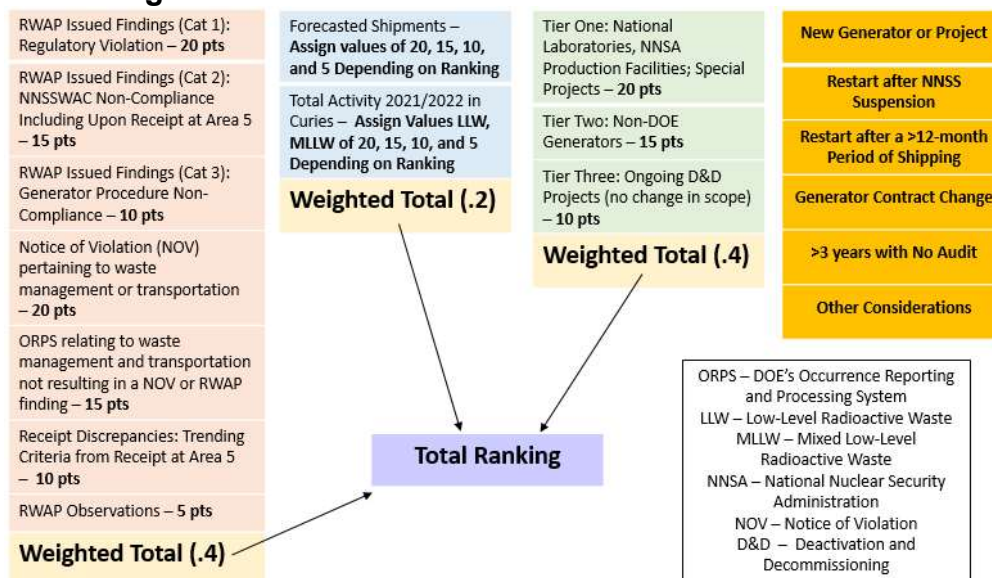 RWAP Issued Findings (Cat 1):
Regulatory Violation – 20 pts
RWAP Issued Findings (Cat 2):
NNSSWAC Non-Compliance
Including Upon Receipt at Area 5
– 15 pts
RWAP Issued Findings (Cat 3):
Generator Procedure Non-
Compliance – 10 pts
Notice of Violation (NOV)
pertaining to waste
management or transportation
– 20 pts
ORPS relating to waste
management and transportation
not resulting in a NOV or RWAP
finding – 15 pts
Receipt Discrepancies: Trending
Criteria from Receipt at Area 5
– 10 pts
RWAP Observations – 5 pts
Weighted Total (.4)
Forecasted Shipments –
Assign values of 20, 15, 10,
and 5 Depending on Ranking
Total Activity 2021/2022 in
Curies – Assign Values LLW,
MLLW of 20, 15, 10, and 5
Depending on Ranking
Weighted Total (.2)
Tier One: National
Laboratories, NNSA
Production Facilities; Special
Projects – 20 pts
Tier Two: Non-DOE
Generators – 15 pts
Tier Three: Ongoing D&D
Projects (no change in scope)
– 10 pts
Weighted Total (.4)
New Generator or Project
Restart after NNSS
Suspension
Restart after a >12-month
Period of Shipping
Generator Contract Change
>3 years with No Audit
Other Considerations
Total Ranking
ORPS – DOE's Occurrence Reporting
and Processing System
LLW – Low-Level Radioactive Waste
MLLW – Mixed Low-Level
Radioactive Waste
NNSA – National Nuclear Security
Administration
NOV – Notice of Violation
D&D – Deactivation and
Decommissioning